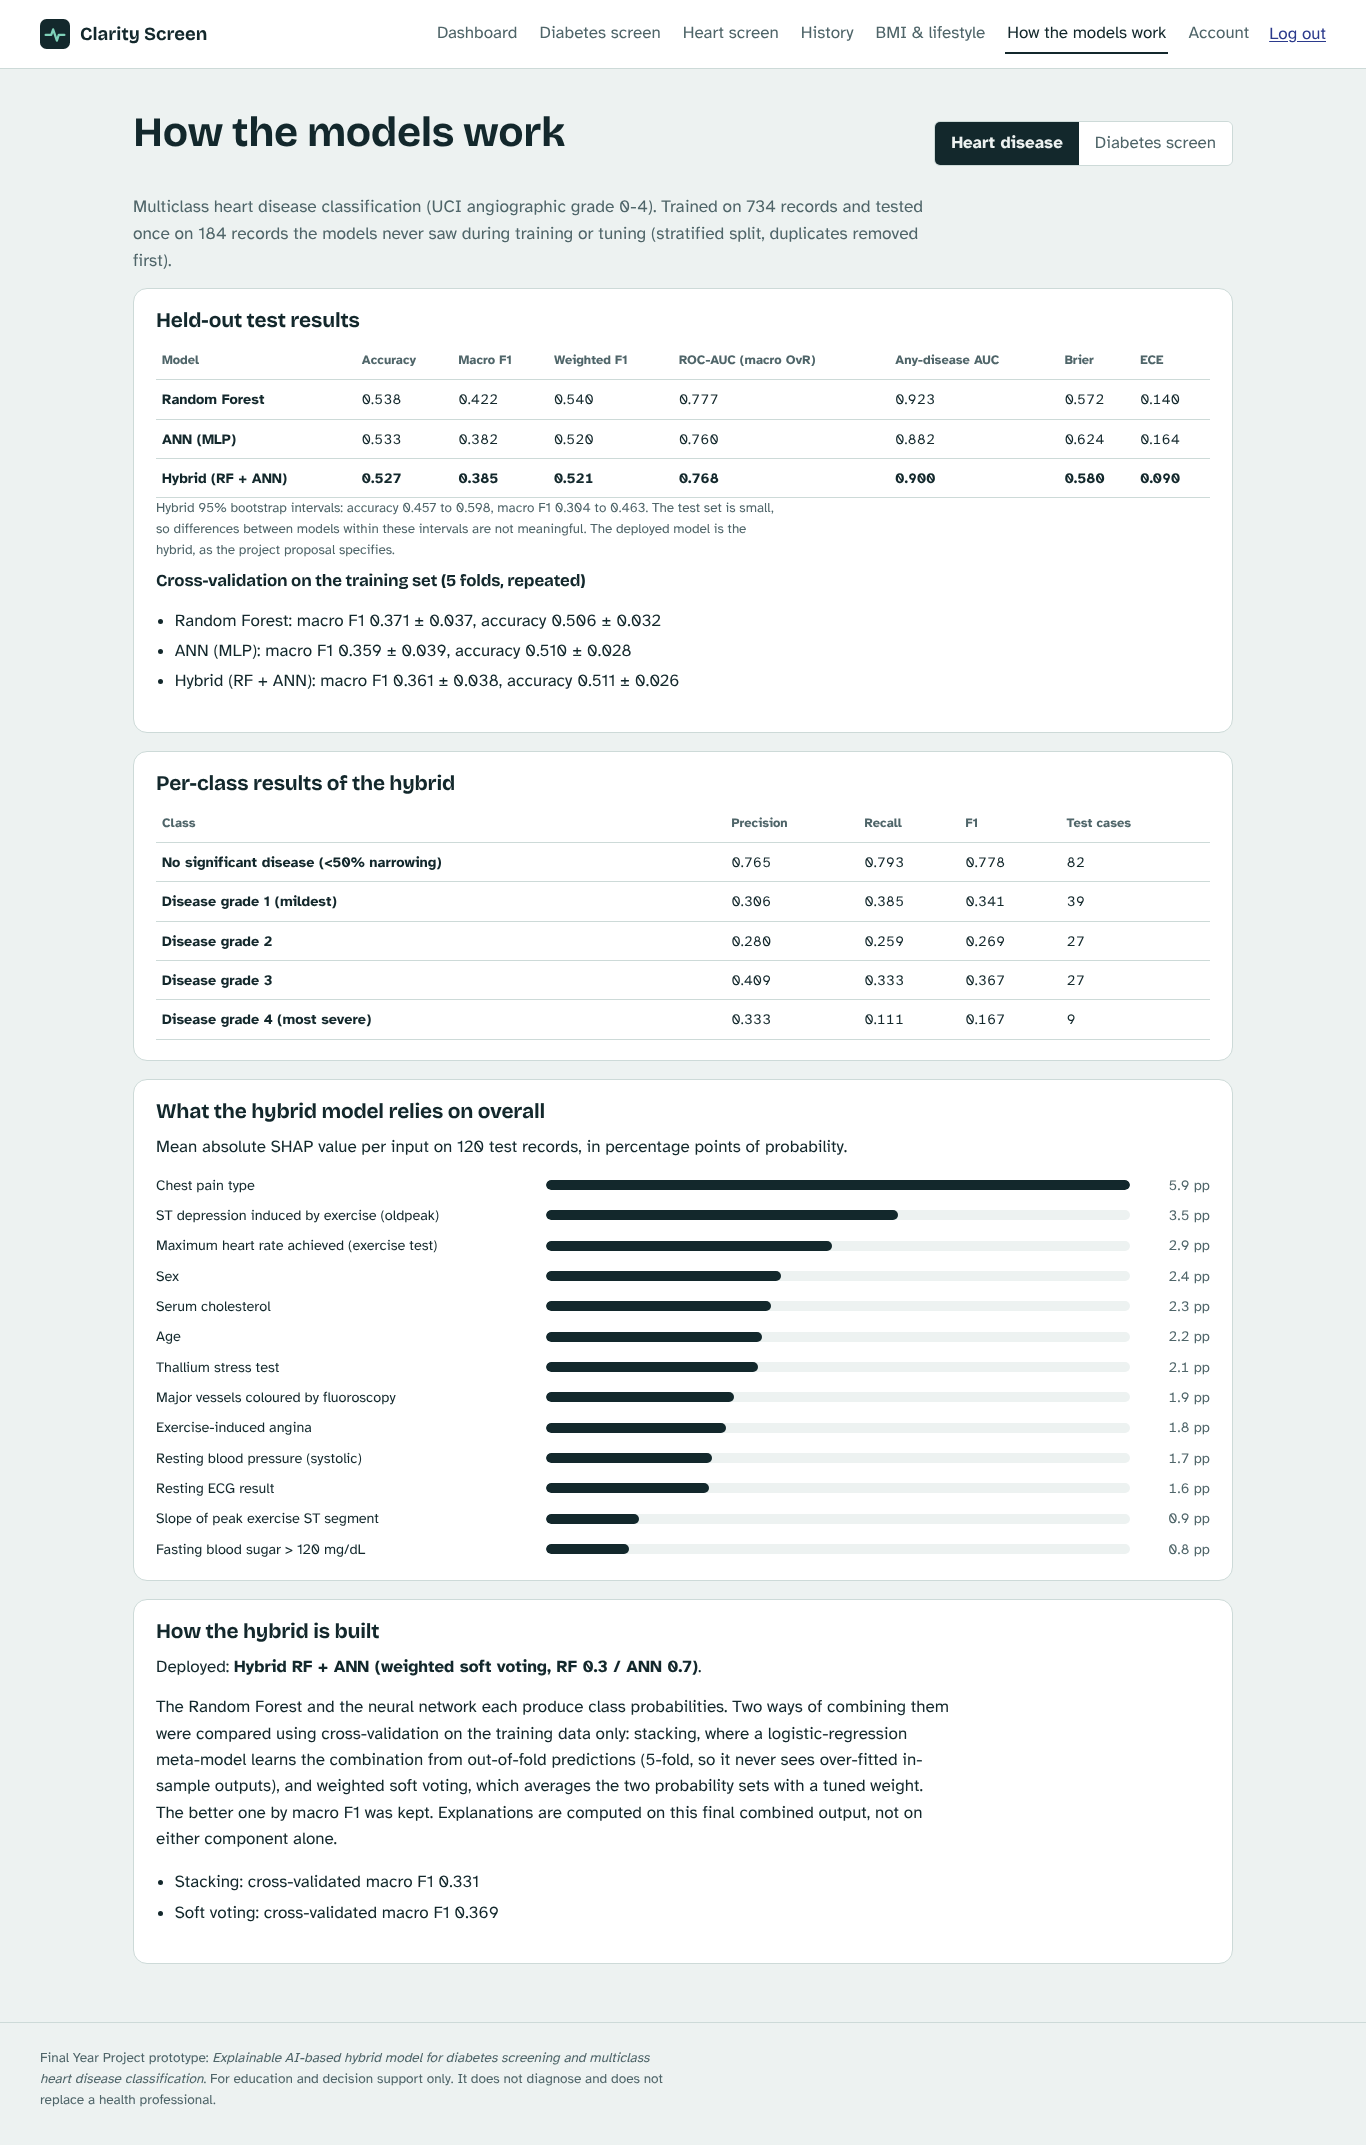 Clarity Screen
Dashboard Diabetes screen Heart screen History BMI & lifestyle How the models work Account Log out
How the models work
Heart disease Diabetes screen
Multiclass heart disease classification (UCI angiographic grade 0-4). Trained on 734 records and tested
once on 184 records the models never saw during training or tuning (stratified split, duplicates removed
first).
Held-out test results
Model Accuracy Macro F1 Weighted F1 ROC-AUC (macro OvR) Any-disease AUC Brier ECE
Random Forest 0.538 0.422 0.540 0.777 0.923 0.572 0.140
ANN (MLP) 0.533 0.382 0.520 0.760 0.882 0.624 0.164
Hybrid (RF + ANN) 0.527 0.385 0.521 0.768 0.900 0.580 0.090
Hybrid 95% bootstrap intervals: accuracy 0.457 to 0.598, macro F1 0.304 to 0.463. The test set is small,
so differences between models within these intervals are not meaningful. The deployed model is the
hybrid, as the project proposal specifies.
Cross-validation on the training set (5 folds, repeated)
• Random Forest: macro F1 0.371 ± 0.037, accuracy 0.506 ± 0.032
• ANN (MLP): macro F1 0.359 ± 0.039, accuracy 0.510 ± 0.028
• Hybrid (RF + ANN): macro F1 0.361 ± 0.038, accuracy 0.511 ± 0.026
Per-class results of the hybrid
Class Precision Recall F1 Test cases
No significant disease (<50% narrowing) 0.765 0.793 0.778 82
Disease grade 1 (mildest) 0.306 0.385 0.341 39
Disease grade 2 0.280 0.259 0.269 27
Disease grade 3 0.409 0.333 0.367 27
Disease grade 4 (most severe) 0.333 0.111 0.167 9
What the hybrid model relies on overall
Mean absolute SHAP value per input on 120 test records, in percentage points of probability.
Chest pain type 5.9 pp
ST depression induced by exercise (oldpeak) 3.5 pp
Maximum heart rate achieved (exercise test) 2.9 pp
Sex 2.4 pp
Serum cholesterol 2.3 pp
Age 2.2 pp
Thallium stress test 2.1 pp
Major vessels coloured by fluoroscopy 1.9 pp
Exercise-induced angina 1.8 pp
Resting blood pressure (systolic) 1.7 pp
Resting ECG result 1.6 pp
Slope of peak exercise ST segment 0.9 pp
Fasting blood sugar > 120 mg/dL 0.8 pp
How the hybrid is built
Deployed: Hybrid RF + ANN (weighted soft voting, RF 0.3 / ANN 0.7).
The Random Forest and the neural network each produce class probabilities. Two ways of combining them
were compared using cross-validation on the training data only: stacking, where a logistic-regression
meta-model learns the combination from out-of-fold predictions (5-fold, so it never sees over-fitted in-
sample outputs), and weighted soft voting, which averages the two probability sets with a tuned weight.
The better one by macro F1 was kept. Explanations are computed on this final combined output, not on
either component alone.
• Stacking: cross-validated macro F1 0.331
• Soft voting: cross-validated macro F1 0.369
Final Year Project prototype: Explainable AI-based hybrid model for diabetes screening and multiclass
heart disease classification. For education and decision support only. It does not diagnose and does not
replace a health professional.